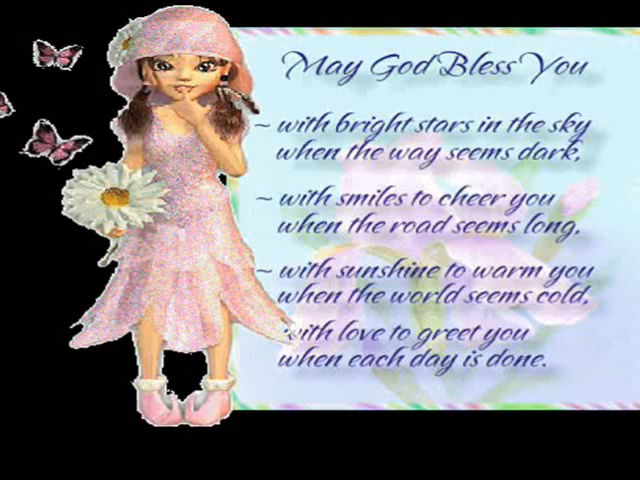 May God Bless You
~ with bright stars in the sky
when the way seems dark,
~ with smiles to cheer you
when the road seems long,
~ with sunshine to warm you
when the world seems cold,
with love to greet you
when each day is done.